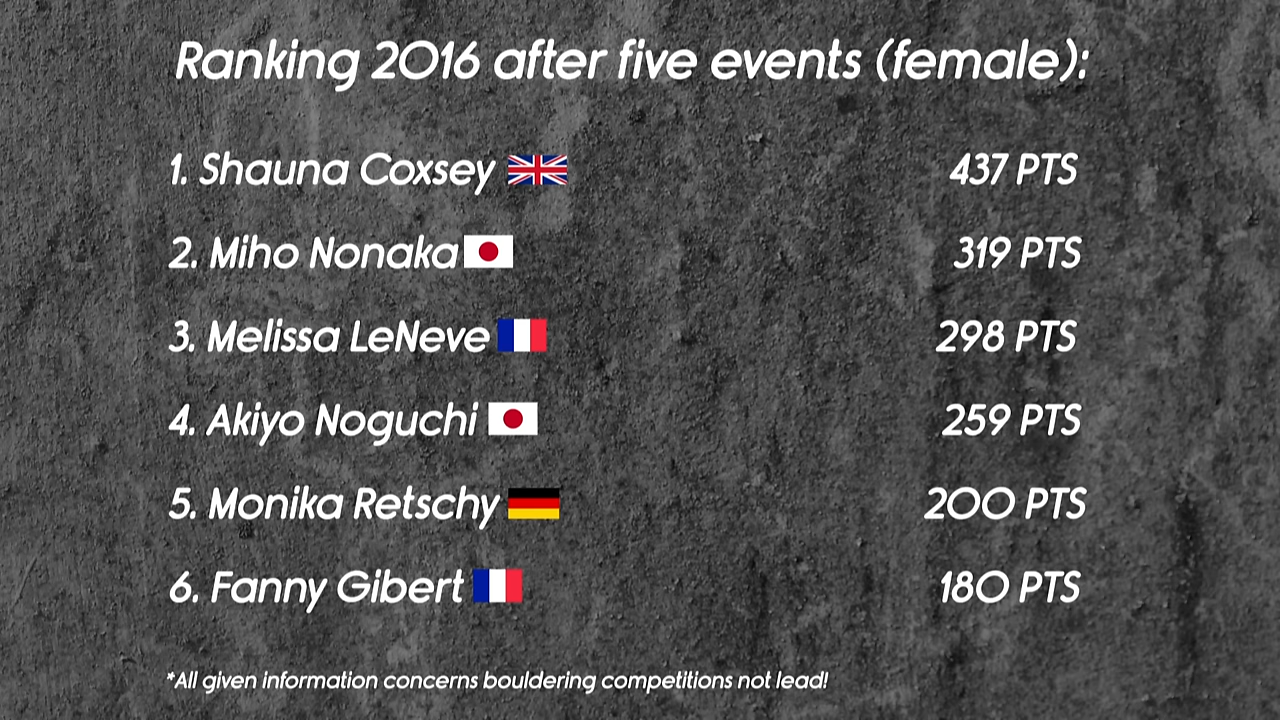 Ranking 2016 after five events (female):
1. Shauna Coxsey 437 PTS
2. Miho Nonaka 319 PTS
3. Melissa LeNeve 298 PTS
4. Akiyo Noguchi 259 PTS
5. Monika Retschy 200 PTS
6. Fanny Gibert 180 PTS
*All given information concerns bouldering competitions not lead!